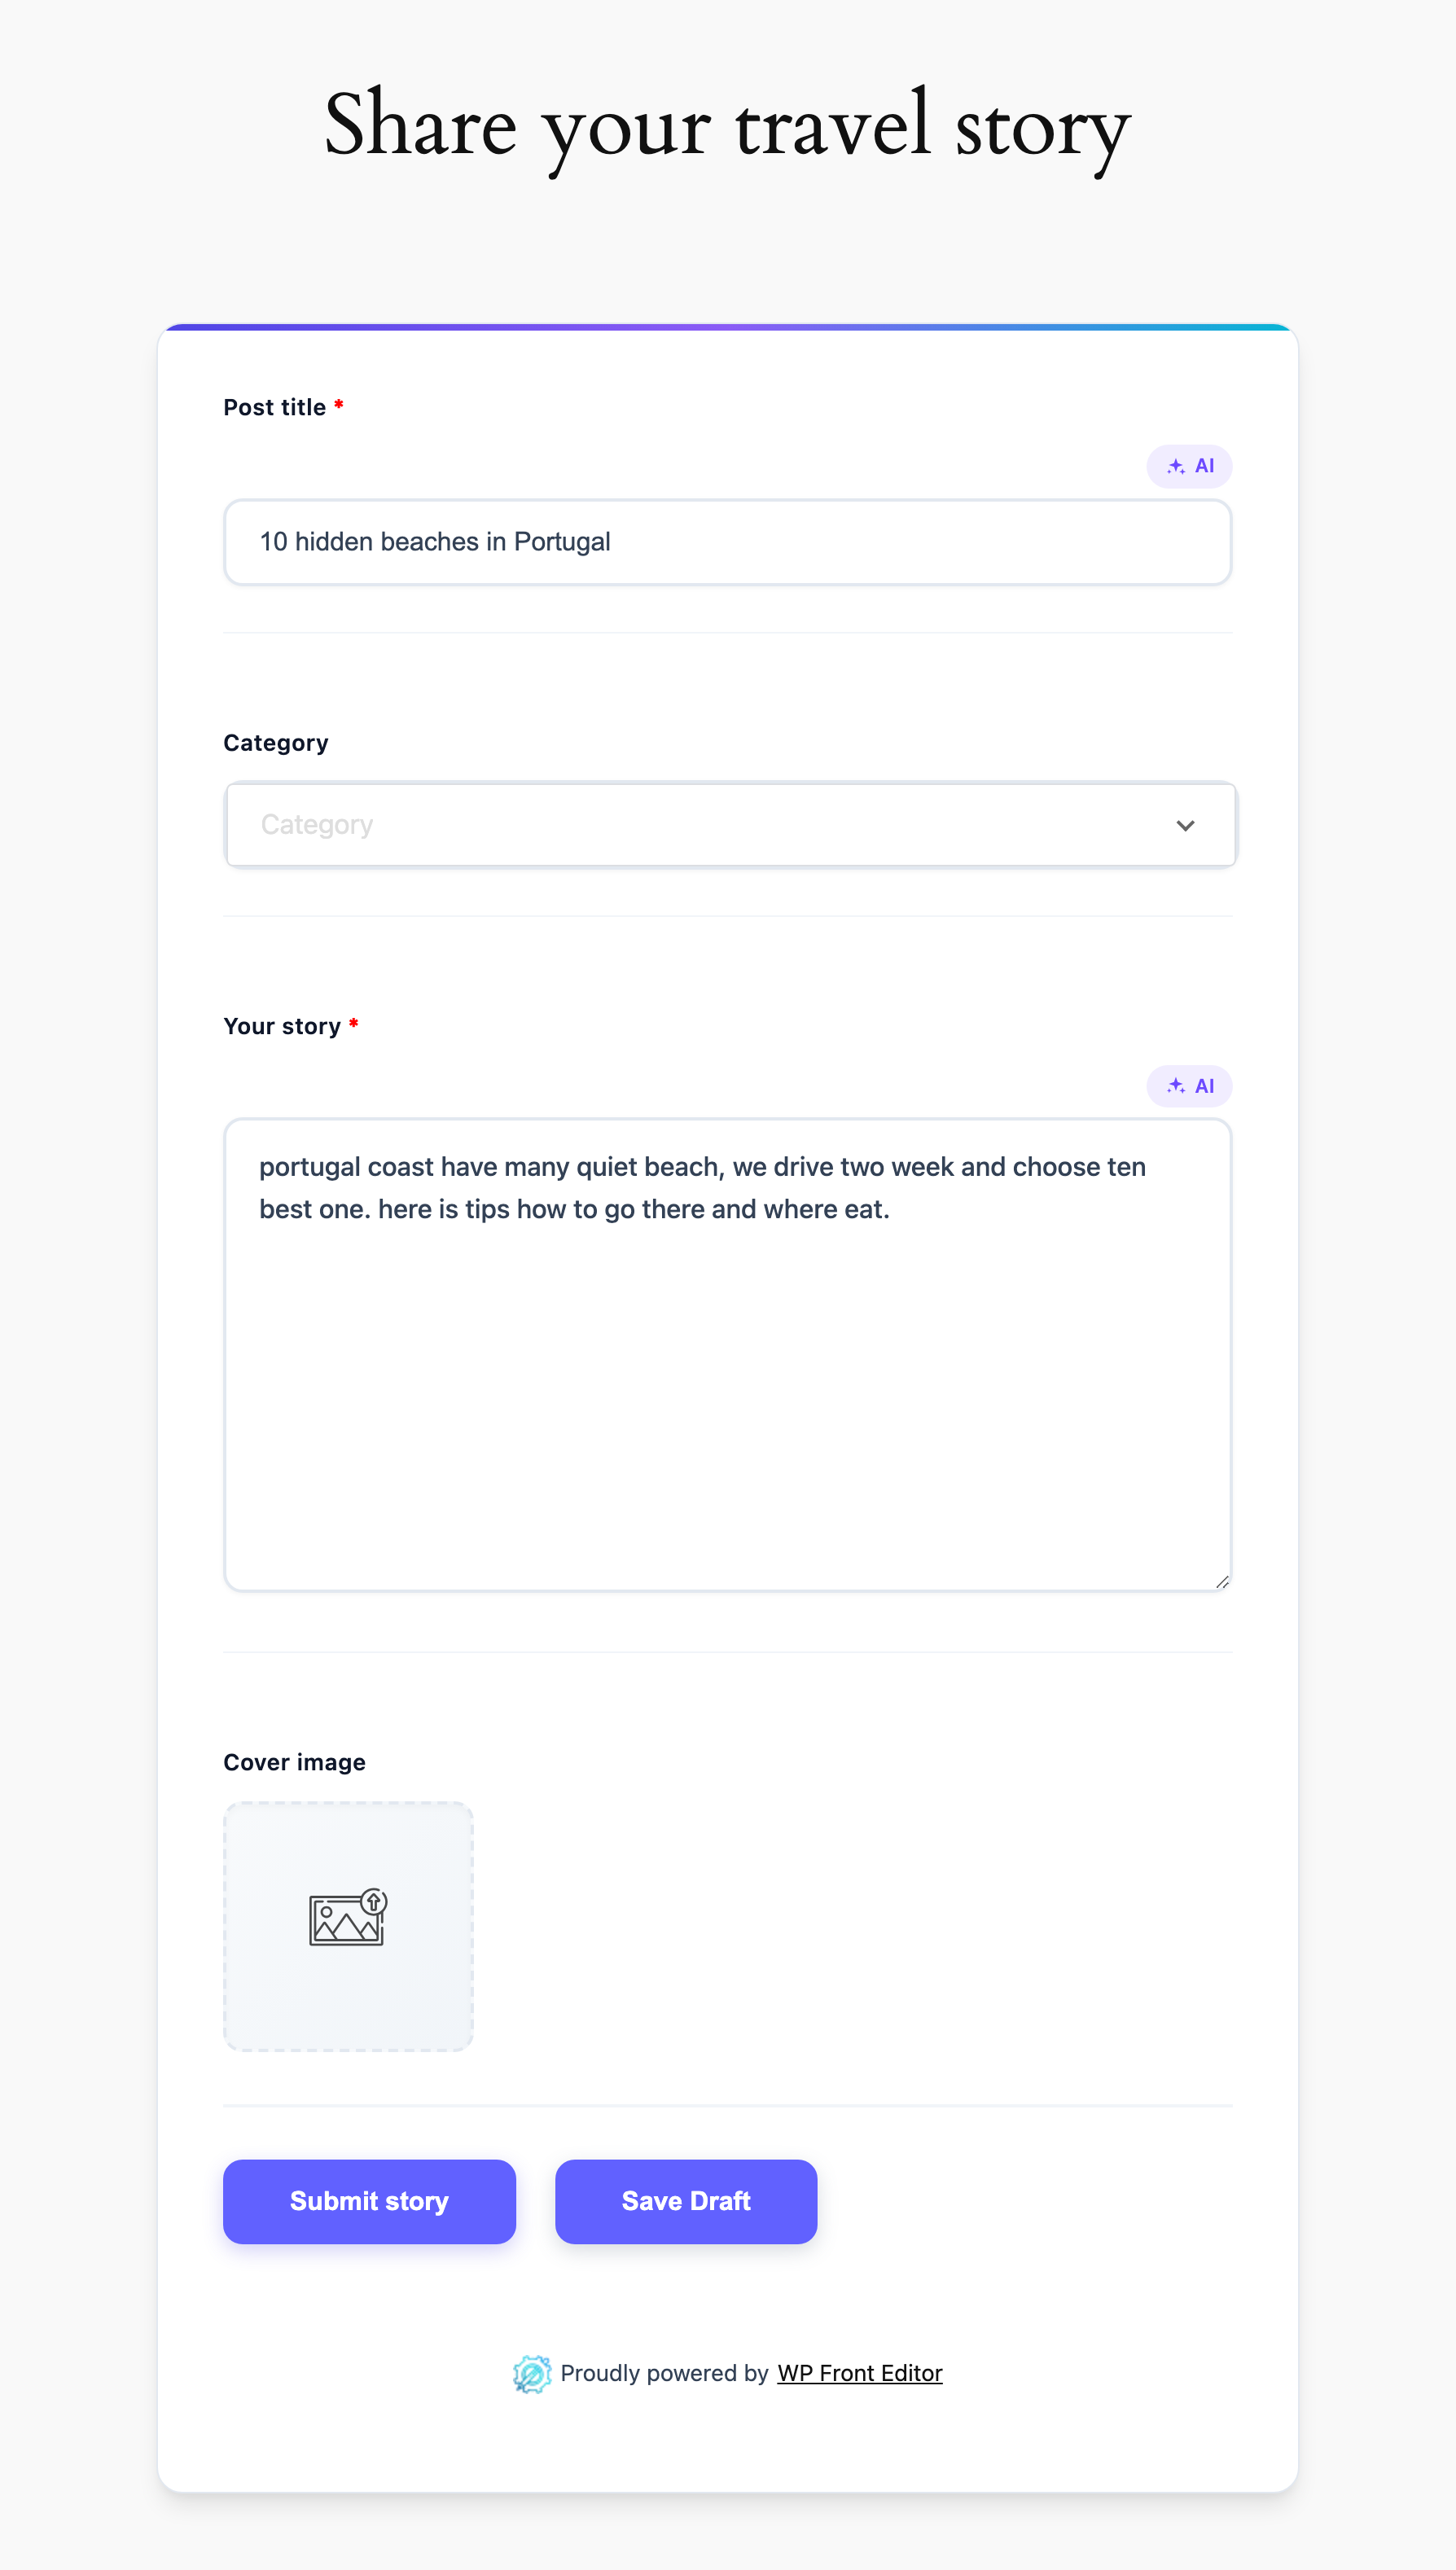 Share your travel story
Post title *
AI
10 hidden beaches in Portugal
Category
Category
Your story *
AI
portugal coast have many quiet beach, we drive two week and choose ten
best one. here is tips how to go there and where eat.
Cover image
Submit story
Save Draft
Proudly powered by WP Front Editor